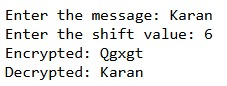 Enter the message: Karan
Enter the shift value: 6
Encrypted: Qgxgt
Decrypted: Karan